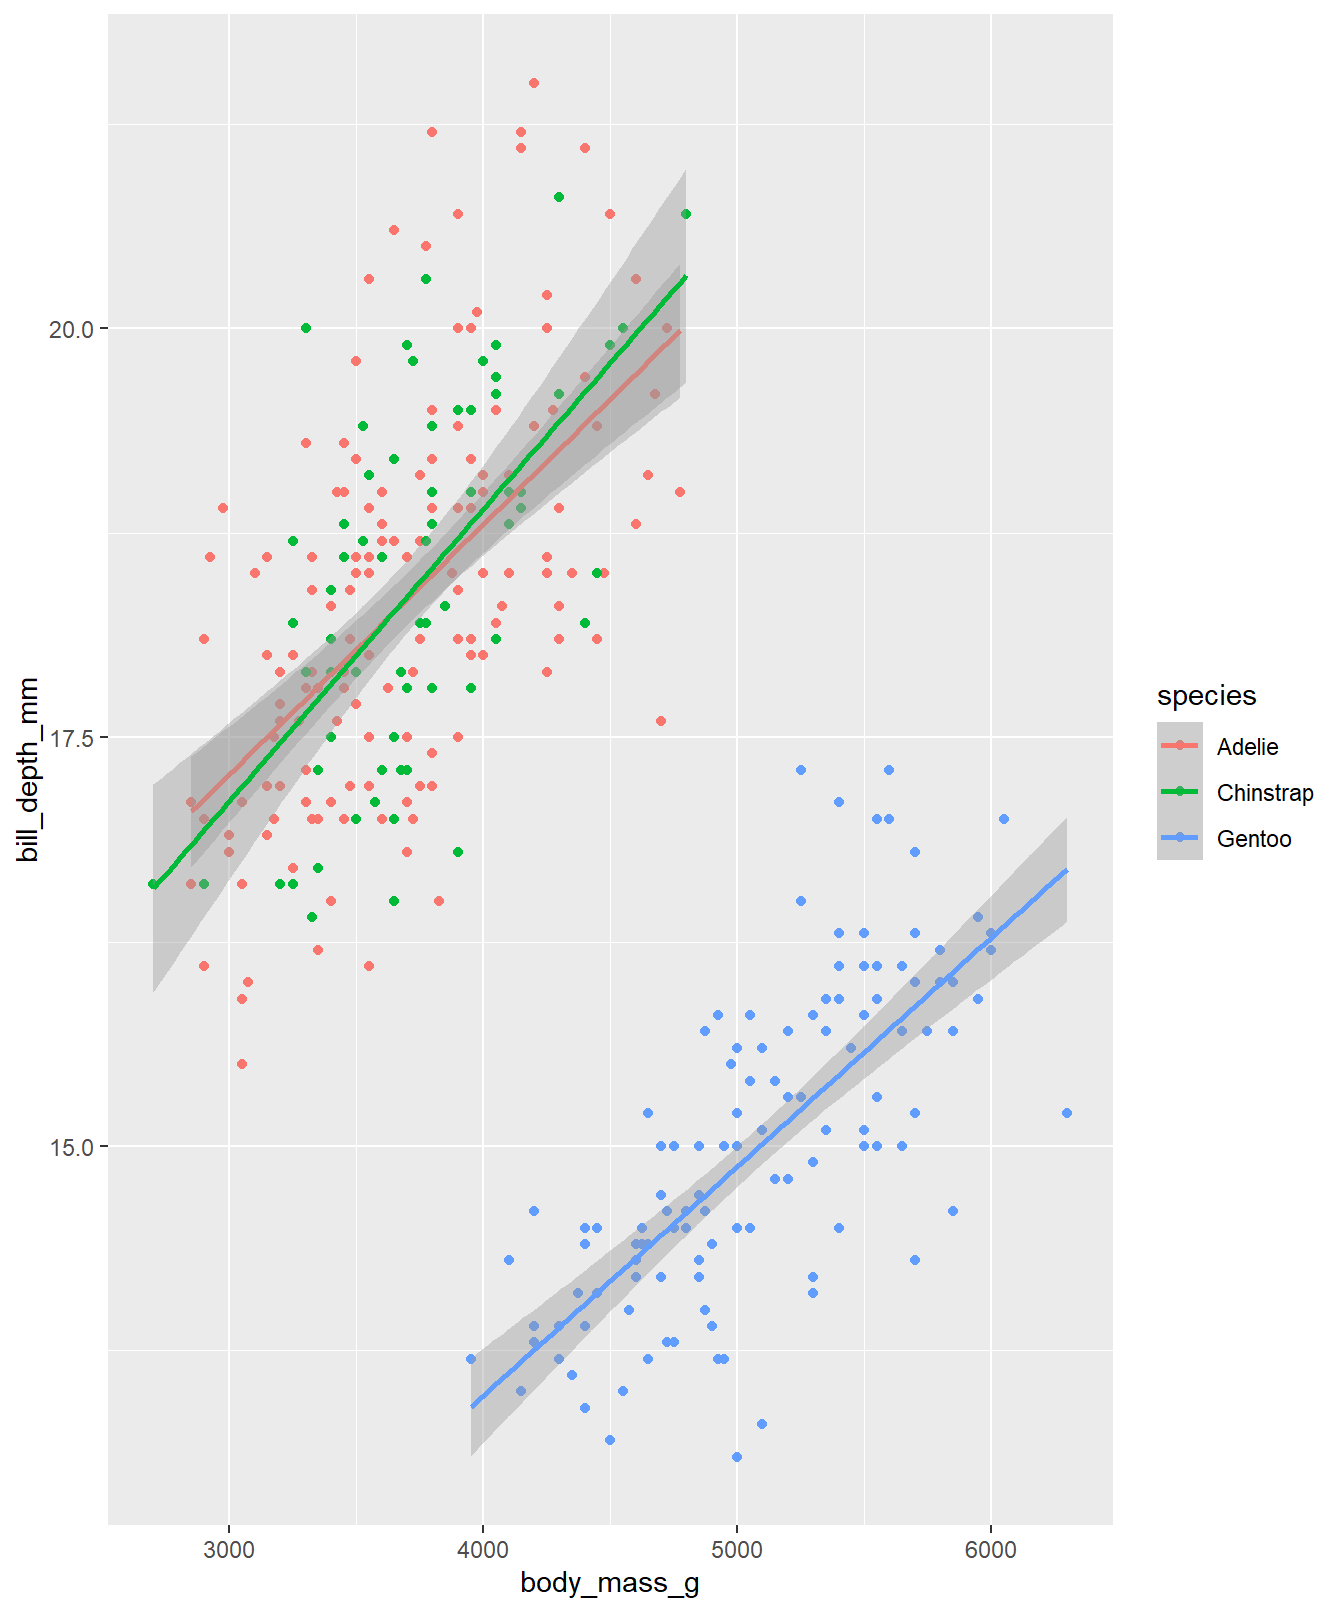 20.0
17.5
15.0
bill_depth_mm
3000 4000 5000 6000
body_mass_g
species
Adelie
Chinstrap
Gentoo